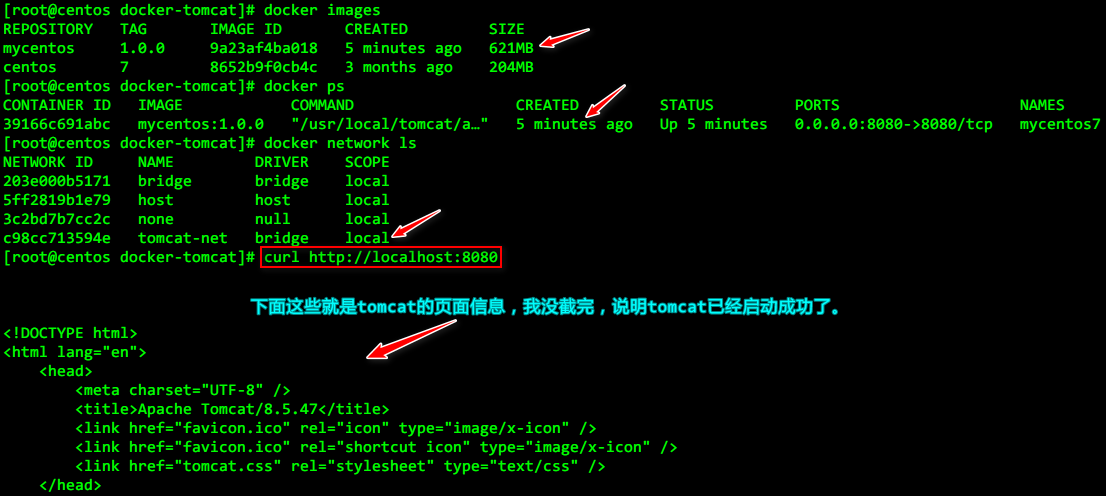 [root@centos docker-tomcat]# docker images
REPOSITORY   TAG       IMAGE ID       CREATED         SIZE
mycentos     1.0.0     9a23af4ba018   5 minutes ago   621MB
centos       7         8652b9f0cb4c   3 months ago    204MB
[root@centos docker-tomcat]# docker ps
CONTAINER ID   IMAGE            COMMAND                  CREATED         STATUS         PORTS                    NAMES
39166c691abc   mycentos:1.0.0   "/usr/local/tomcat/a…"   5 minutes ago   Up 5 minutes   0.0.0.0:8080->8080/tcp   mycentos7
[root@centos docker-tomcat]# docker network ls
NETWORK ID     NAME         DRIVER    SCOPE
203e000b5171   bridge       bridge    local
5ff2819b1e79   host         host      local
3c2bd7b7cc2c   none         null      local
c98cc713594e   tomcat-net   bridge    local
[root@centos docker-tomcat]# curl http://localhost:8080
下面这些就是tomcat的页面信息，我没截完，说明tomcat已经启动成功了。
<!DOCTYPE html>
<html lang="en">
    <head>
        <meta charset="UTF-8" />
        <title>Apache Tomcat/8.5.47</title>
        <link href="favicon.ico" rel="icon" type="image/x-icon" />
        <link href="favicon.ico" rel="shortcut icon" type="image/x-icon" />
        <link href="tomcat.css" rel="stylesheet" type="text/css" />
    </head>